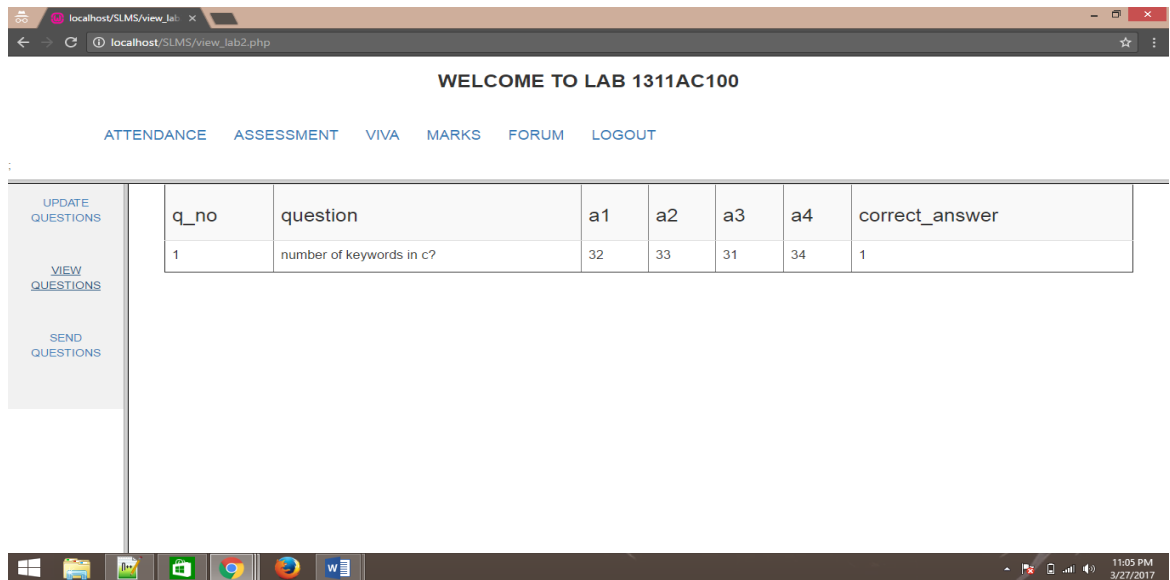 localhost/SLMS/view_lab
localhost/SLMS/view_lab2.php
WELCOME TO LAB 1311AC100
ATTENDANCE ASSESSMENT VIVA MARKS FORUM LOGOUT
;
UPDATE
QUESTIONS
VIEW
QUESTIONS
SEND
QUESTIONS
q_no question a1 a2 a3 a4 correct_answer
1 number of keywords in c? 32 33 31 34 1
11:05 PM
3/27/2017